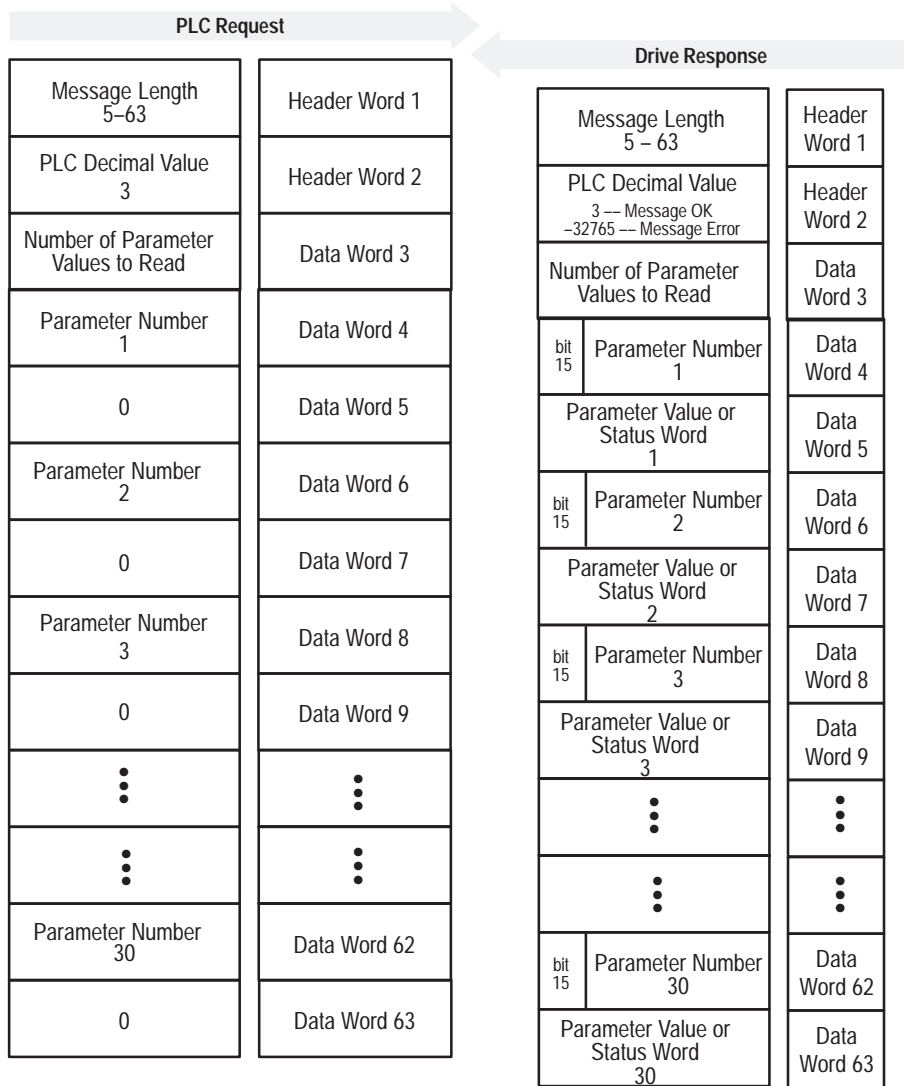 PLC Request
Message Length
5–63
Header Word 1
PLC Decimal Value
3
Header Word 2
Number of Parameter
Values to Read
Data Word 3
Parameter Number
1
Data Word 4
0
Data Word 5
Parameter Number
2
Data Word 6
0
Data Word 7
Parameter Number
3
Data Word 8
0
Data Word 9
Parameter Number
30
Data Word 62
0
Data Word 63
Drive Response
Message Length
5 – 63
Header
Word 1
PLC Decimal Value
3 –– Message OK
–32765 –– Message Error
Header
Word 2
Number of Parameter
Values to Read
Data
Word 3
bit
15
Parameter Number
1
Data
Word 4
Parameter Value or
Status Word
1
Data
Word 5
bit
15
Parameter Number
2
Data
Word 6
Parameter Value or
Status Word
2
Data
Word 7
bit
15
Parameter Number
3
Data
Word 8
Parameter Value or
Status Word
3
Data
Word 9
bit
15
Parameter Number
30
Data
Word 62
Parameter Value or
Status Word
30
Data
Word 63